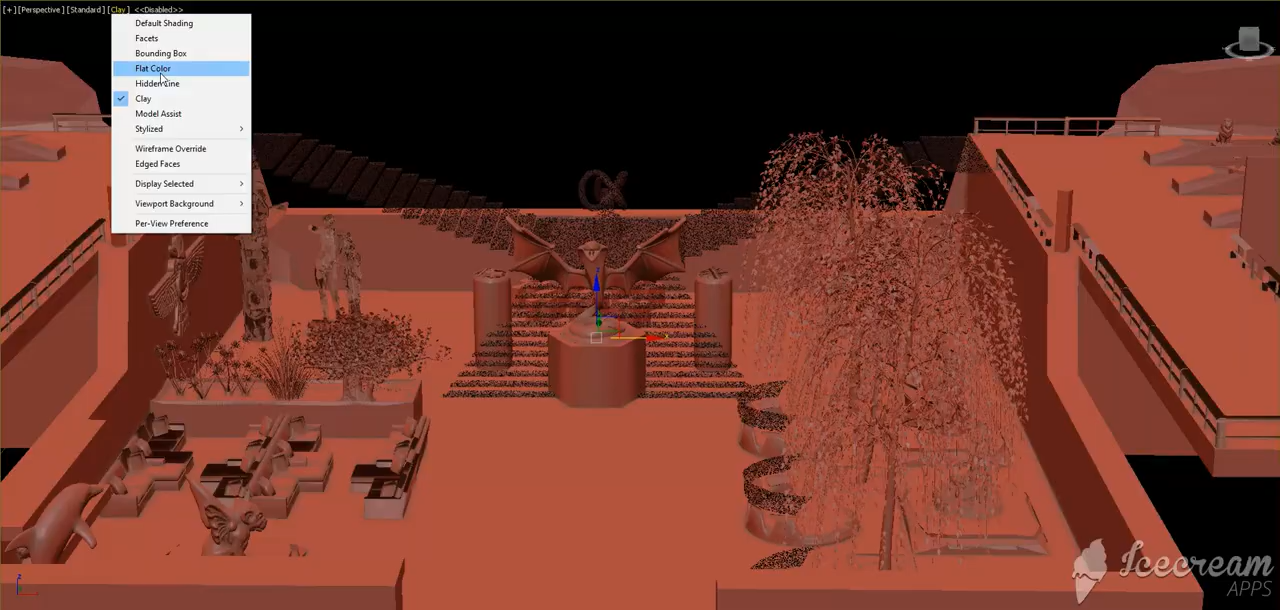 [+] [Perspective ] [Standard ] [Clay ] <<Disabled>>
Default Shading
Facets
Bounding Box
Flat Color
Hidden Line
Clay
Model Assist
Stylized
Wireframe Override
Edged Faces
Display Selected
Viewport Background
Per-View Preference
Icecream
APPS